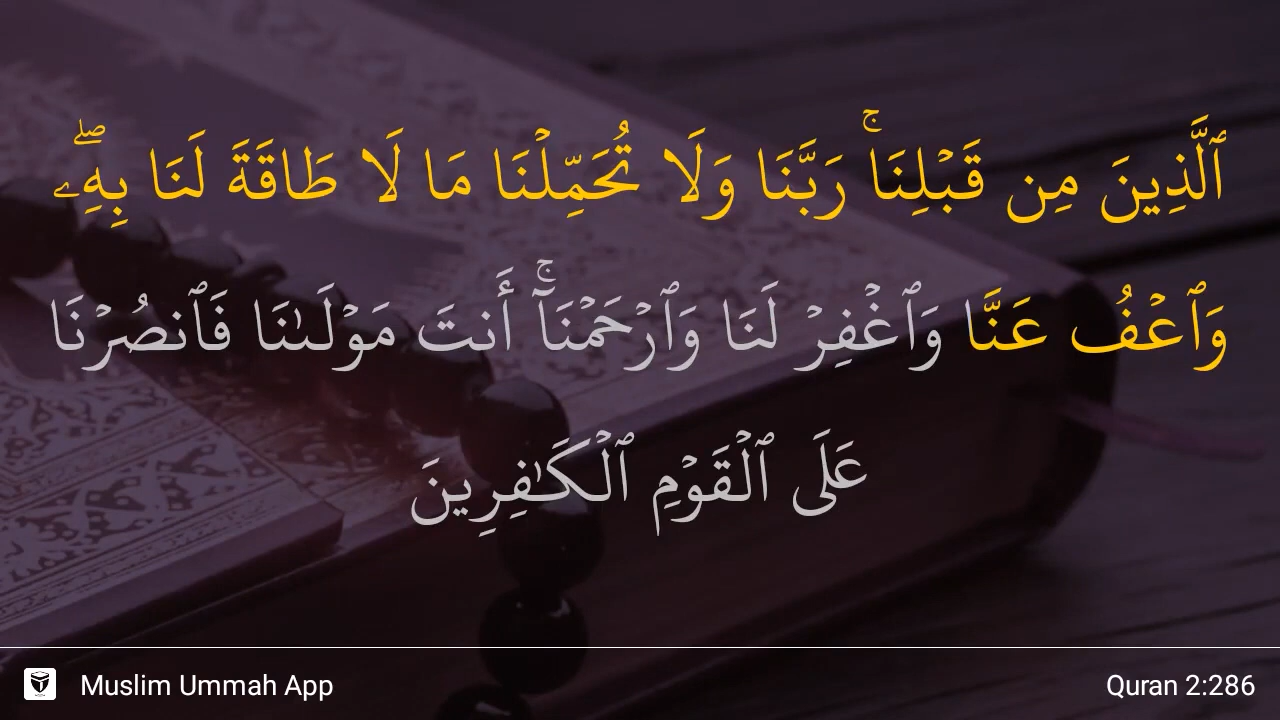 ٱلَّذِينَ مِن قَبْلِنَاۚ رَبَّنَا وَلَا تُحَمِّلْنَا مَا لَا طَاقَةَ لَنَا بِهِۦۖ
وَٱعْفُ عَنَّا وَٱغْفِرْ لَنَا وَٱرْحَمْنَآۚ أَنتَ مَوْلَىٰنَا فَٱنصُرْنَا
عَلَى ٱلْقَوْمِ ٱلْكَـٰفِرِينَ
Muslim Ummah App
Quran 2:286